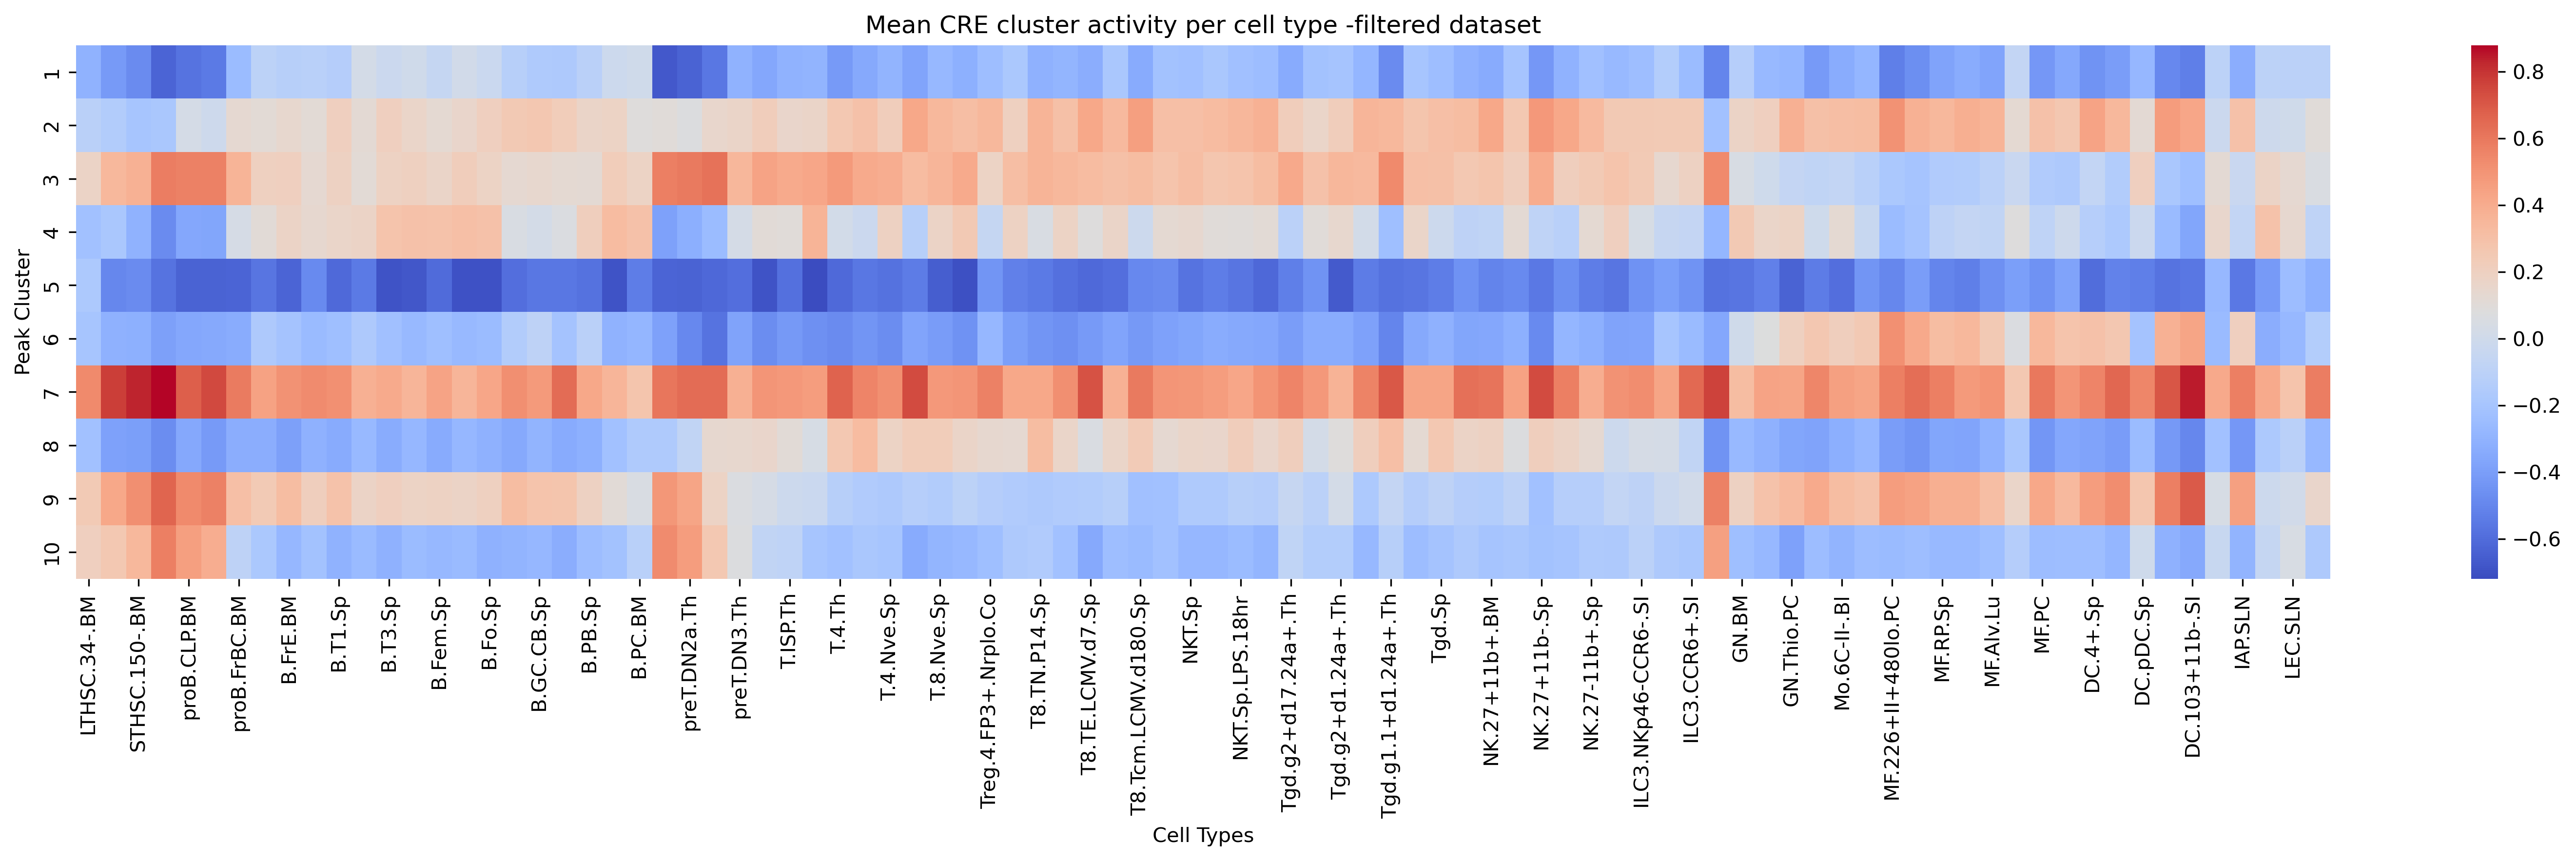 Mean CRE cluster activity per cell type -filtered dataset
Peak Cluster
1
2
3
4
5
6
7
8
9
10
LTHSC.34-.BM
STHSC.150-.BM
proB.CLP.BM
proB.FrBC.BM
B.FrE.BM
B.T1.Sp
B.T3.Sp
B.Fem.Sp
B.Fo.Sp
B.GC.CB.Sp
B.PB.Sp
B.PC.BM
preT.DN2a.Th
preT.DN3.Th
T.ISP.Th
T.4.Th
T.4.Nve.Sp
T.8.Nve.Sp
Treg.4.FP3+.Nrplo.Co
T8.TN.P14.Sp
T8.TE.LCMV.d7.Sp
T8.Tcm.LCMV.d180.Sp
NKT.Sp
NKT.Sp.LPS.18hr
Tgd.g2+d17.24a+.Th
Tgd.g2+d1.24a+.Th
Tgd.g1.1+d1.24a+.Th
Tgd.Sp
NK.27+11b+.BM
NK.27+11b-.Sp
NK.27-11b+.Sp
ILC3.NKp46-CCR6-.SI
ILC3.CCR6+.SI
GN.BM
GN.Thio.PC
Mo.6C-II-.Bl
MF.226+II+480lo.PC
MF.RP.Sp
MF.Alv.Lu
MF.PC
DC.4+.Sp
DC.pDC.Sp
DC.103+11b-.SI
IAP.SLN
LEC.SLN
Cell Types
0.8
0.6
0.4
0.2
0.0
−0.2
−0.4
−0.6